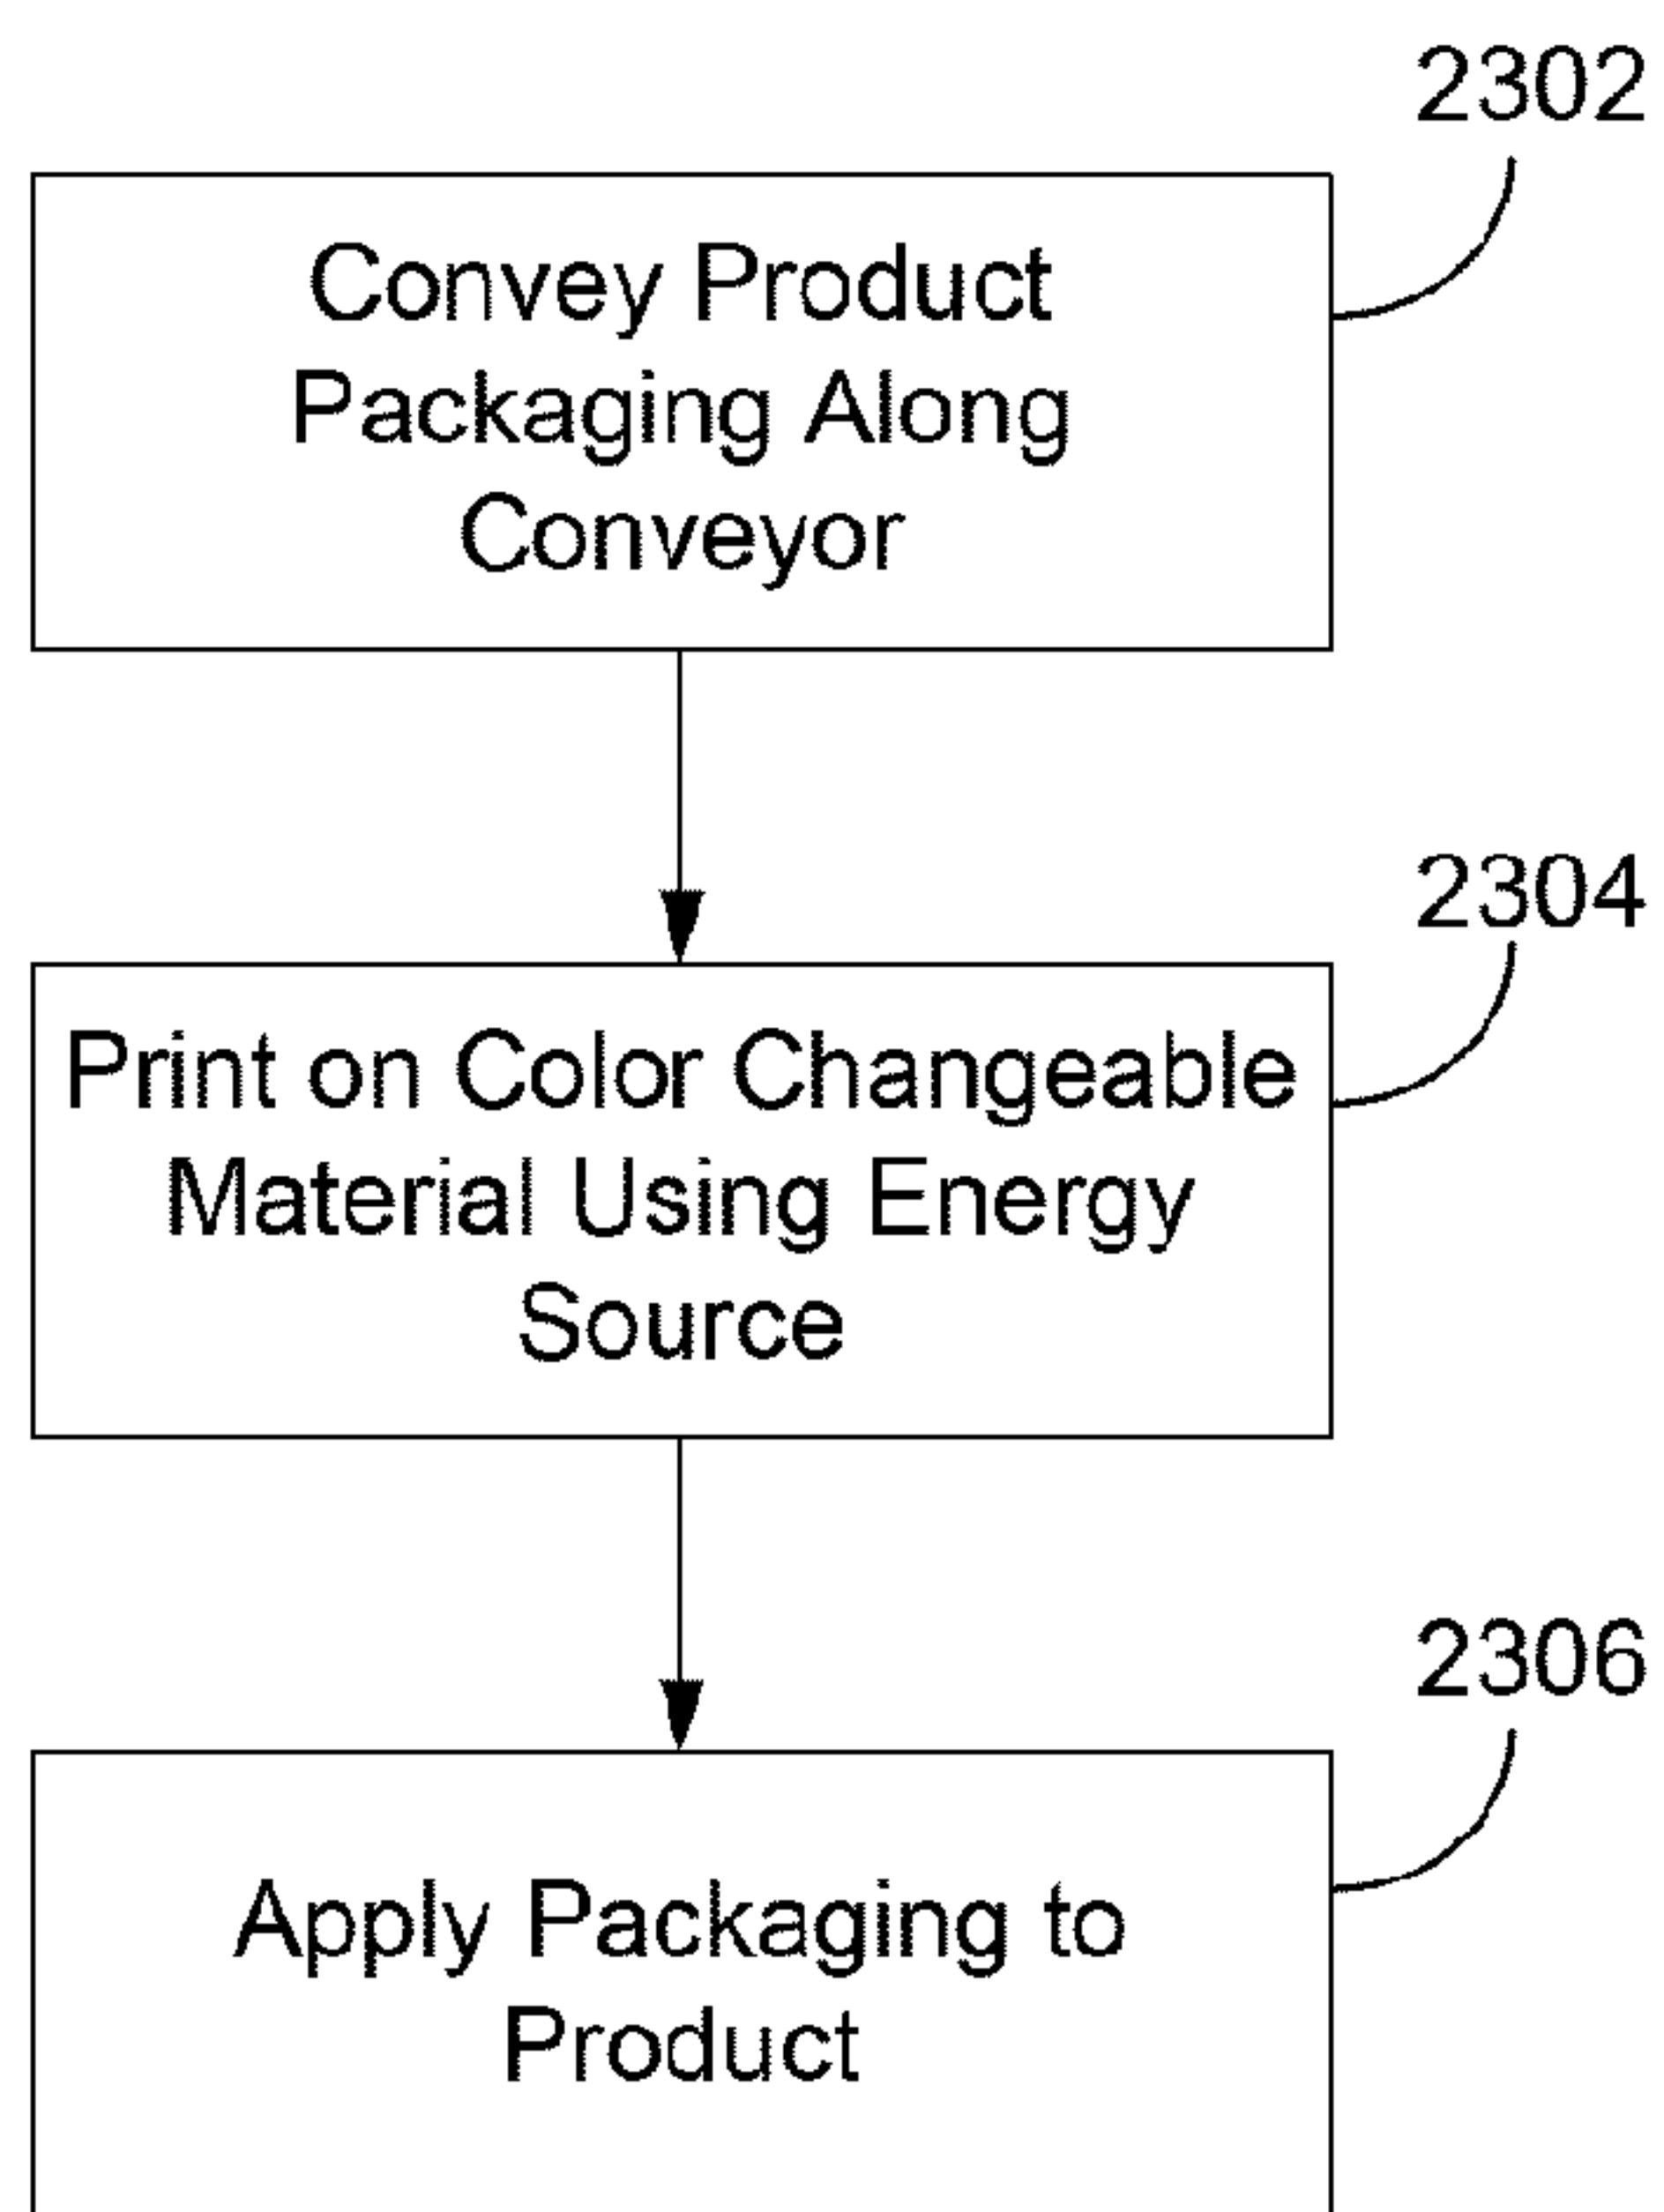 2302
Convey Product
Packaging Along
Conveyor
2304
Print on Color Changeable
Material Using Energy
Source
2306
Apply Packaging to
Product